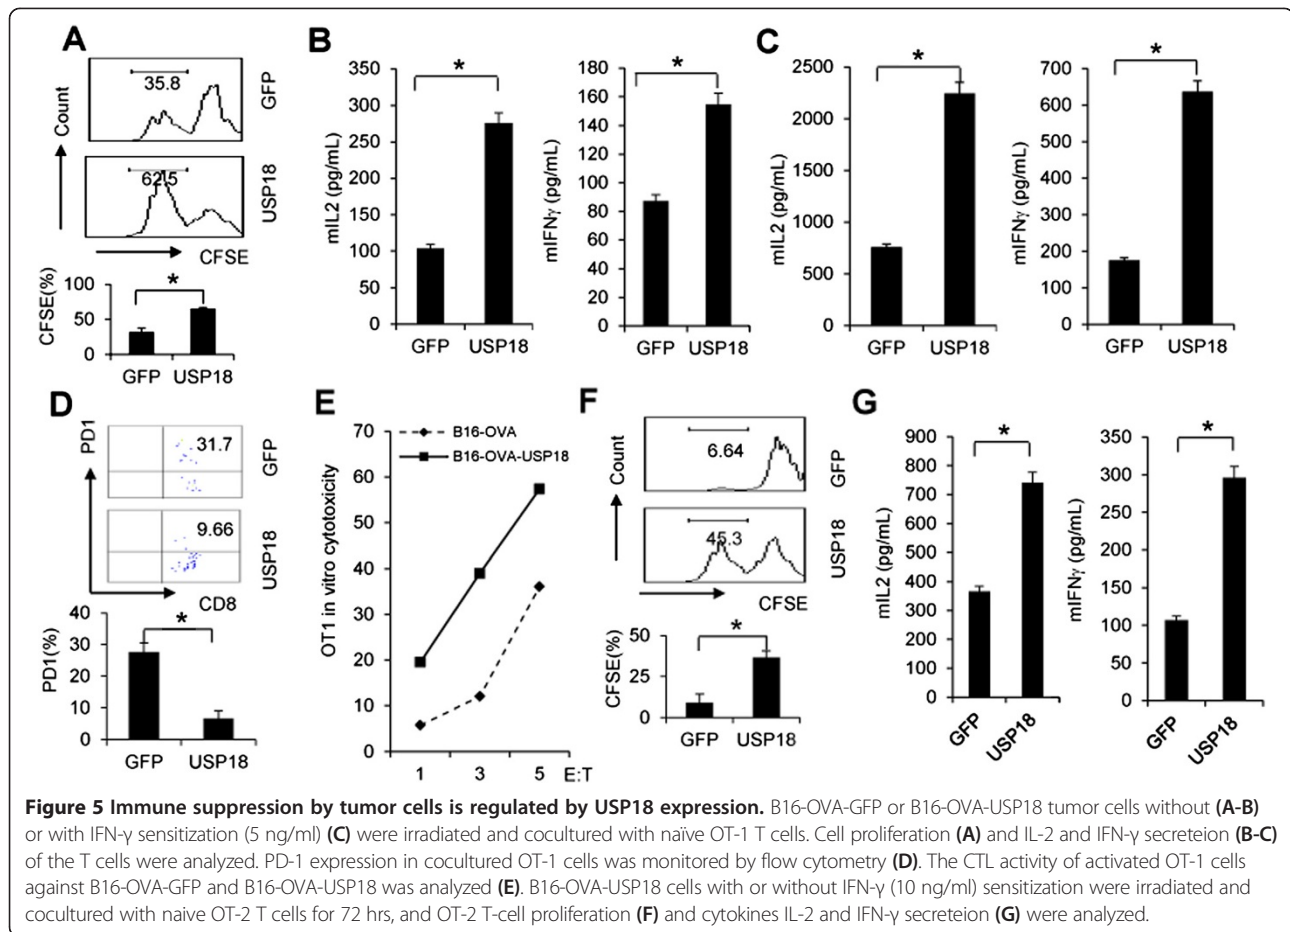 A
35.8
GFP
Count
62.5
USP18
CFSE
CFSE(%)
100
50
0
*
GFP USP18
B
mIL2 (pg/mL)
400
350
300
250
200
150
100
50
0
*
GFP USP18
mIFNγ (pg/mL)
180
160
140
120
100
80
60
40
20
0
*
GFP USP18
C
mIL2 (pg/mL)
2500
2000
1500
1000
500
0
*
GFP USP18
mIFNγ (pg/mL)
700
600
500
400
300
200
100
0
*
GFP USP18
D
PD1
31.7
GFP
9.66
USP18
CD8
PD1(%)
40
30
20
10
0
*
GFP USP18
E
OT1 in vitro cytotoxicity
70
60
50
40
30
20
10
0
B16-OVA
B16-OVA-USP18
1 3 5 E:T
F
6.64
GFP
Count
45.3
USP18
CFSE
CFSE(%)
50
25
0
*
GFP USP18
G
mIL2 (pg/mL)
900
800
700
600
500
400
300
200
100
0
*
GFP USP18
mIFNγ (pg/mL)
350
300
250
200
150
100
50
0
*
GFP USP18
Figure 5 Immune suppression by tumor cells is regulated by USP18 expression. B16-OVA-GFP or B16-OVA-USP18 tumor cells without (A-B)
or with IFN-γ sensitization (5 ng/ml) (C) were irradiated and cocultured with naïve OT-1 T cells. Cell proliferation (A) and IL-2 and IFN-γ secreteion (B-C)
of the T cells were analyzed. PD-1 expression in cocultured OT-1 cells was monitored by flow cytometry (D). The CTL activity of activated OT-1 cells
against B16-OVA-GFP and B16-OVA-USP18 was analyzed (E). B16-OVA-USP18 cells with or without IFN-γ (10 ng/ml) sensitization were irradiated and
cocultured with naive OT-2 T cells for 72 hrs, and OT-2 T-cell proliferation (F) and cytokines IL-2 and IFN-γ secreteion (G) were analyzed.